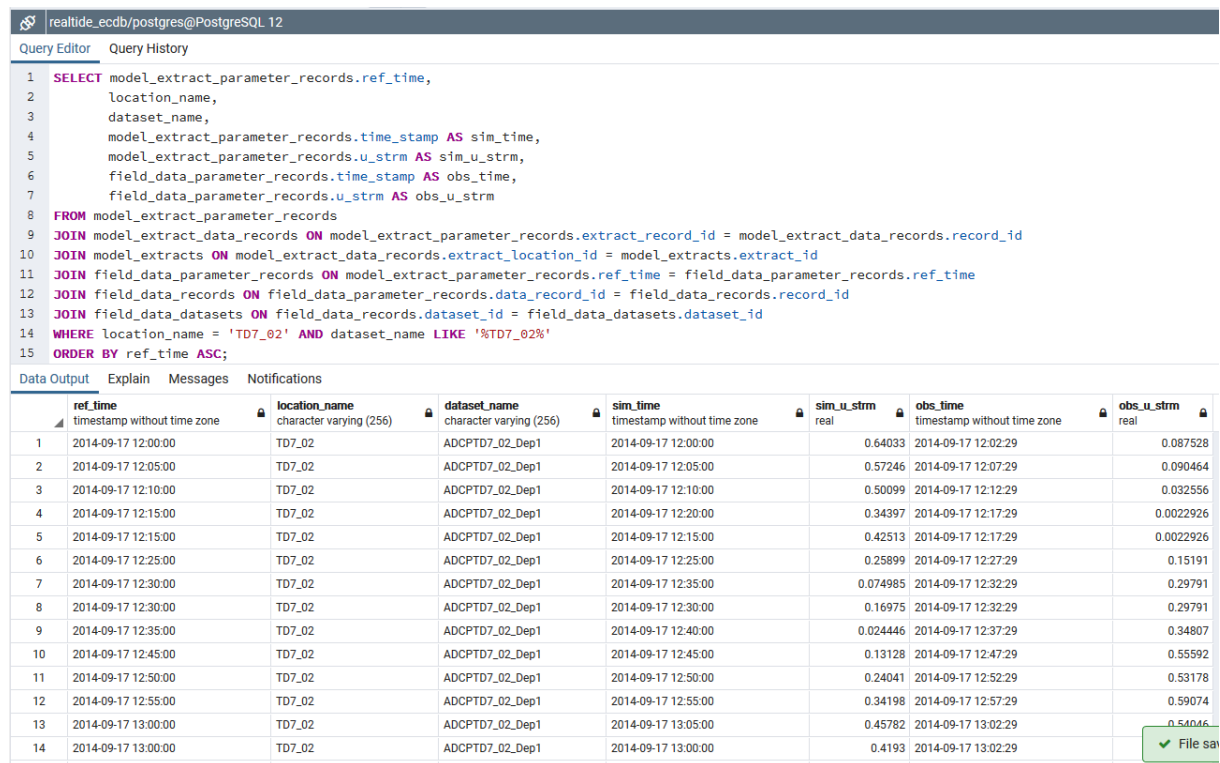 realtide_ecdb/postgres@PostgreSQL 12
Query Editor Query History
1 SELECT model_extract_parameter_records.ref_time,
2 location_name,
3 dataset_name,
4 model_extract_parameter_records.time_stamp AS sim_time,
5 model_extract_parameter_records.u_strm AS sim_u_strm,
6 field_data_parameter_records.time_stamp AS obs_time,
7 field_data_parameter_records.u_strm AS obs_u_strm
8 FROM model_extract_parameter_records
9 JOIN model_extract_data_records ON model_extract_parameter_records.extract_record_id = model_extract_data_records.record_id
10 JOIN model_extracts ON model_extract_data_records.extract_location_id = model_extracts.extract_id
11 JOIN field_data_parameter_records ON model_extract_parameter_records.ref_time = field_data_parameter_records.ref_time
12 JOIN field_data_records ON field_data_parameter_records.data_record_id = field_data_records.record_id
13 JOIN field_data_datasets ON field_data_records.dataset_id = field_data_datasets.dataset_id
14 WHERE location_name = 'TD7_02' AND dataset_name LIKE '%TD7_02%'
15 ORDER BY ref_time ASC;
Data Output Explain Messages Notifications
ref_time location_name dataset_name sim_time sim_u_strm obs_time obs_u_strm
timestamp without time zone character varying (256) character varying (256) timestamp without time zone real timestamp without time zone real
1 2014-09-17 12:00:00 TD7_02 ADCPTD7_02_Dep1 2014-09-17 12:00:00 0.64033 2014-09-17 12:02:29 0.087528
2 2014-09-17 12:05:00 TD7_02 ADCPTD7_02_Dep1 2014-09-17 12:05:00 0.57246 2014-09-17 12:07:29 0.090464
3 2014-09-17 12:10:00 TD7_02 ADCPTD7_02_Dep1 2014-09-17 12:10:00 0.50099 2014-09-17 12:12:29 0.032556
4 2014-09-17 12:15:00 TD7_02 ADCPTD7_02_Dep1 2014-09-17 12:20:00 0.34397 2014-09-17 12:17:29 0.0022926
5 2014-09-17 12:15:00 TD7_02 ADCPTD7_02_Dep1 2014-09-17 12:15:00 0.42513 2014-09-17 12:17:29 0.0022926
6 2014-09-17 12:25:00 TD7_02 ADCPTD7_02_Dep1 2014-09-17 12:25:00 0.25899 2014-09-17 12:27:29 0.15191
7 2014-09-17 12:30:00 TD7_02 ADCPTD7_02_Dep1 2014-09-17 12:35:00 0.074985 2014-09-17 12:32:29 0.29791
8 2014-09-17 12:30:00 TD7_02 ADCPTD7_02_Dep1 2014-09-17 12:30:00 0.16975 2014-09-17 12:32:29 0.29791
9 2014-09-17 12:35:00 TD7_02 ADCPTD7_02_Dep1 2014-09-17 12:40:00 0.024446 2014-09-17 12:37:29 0.34807
10 2014-09-17 12:45:00 TD7_02 ADCPTD7_02_Dep1 2014-09-17 12:45:00 0.13128 2014-09-17 12:47:29 0.55592
11 2014-09-17 12:50:00 TD7_02 ADCPTD7_02_Dep1 2014-09-17 12:50:00 0.24041 2014-09-17 12:52:29 0.53178
12 2014-09-17 12:55:00 TD7_02 ADCPTD7_02_Dep1 2014-09-17 12:55:00 0.34198 2014-09-17 12:57:29 0.59074
13 2014-09-17 13:00:00 TD7_02 ADCPTD7_02_Dep1 2014-09-17 13:05:00 0.45782 2014-09-17 13:02:29 0.54046
14 2014-09-17 13:00:00 TD7_02 ADCPTD7_02_Dep1 2014-09-17 13:00:00 0.4193 2014-09-17 13:02:29
File sav